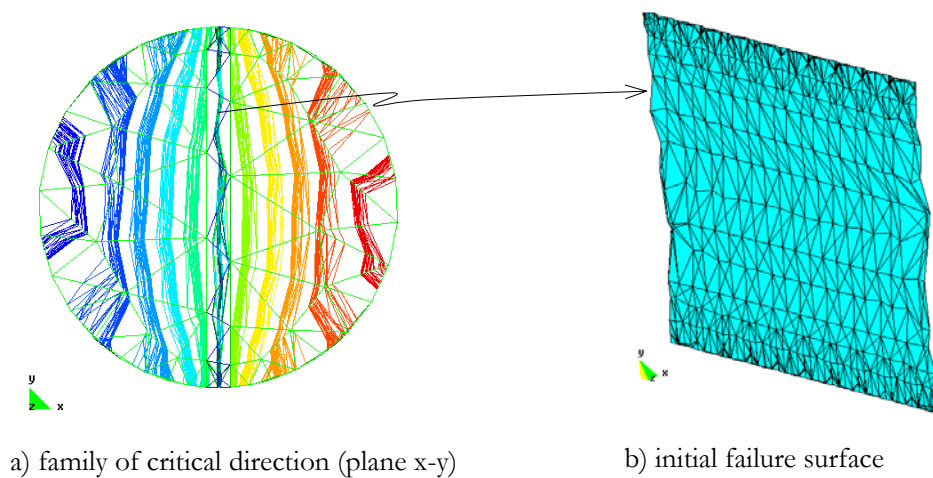 y
z x
y
z x
a) family of critical direction (plane x-y)
b) initial failure surface